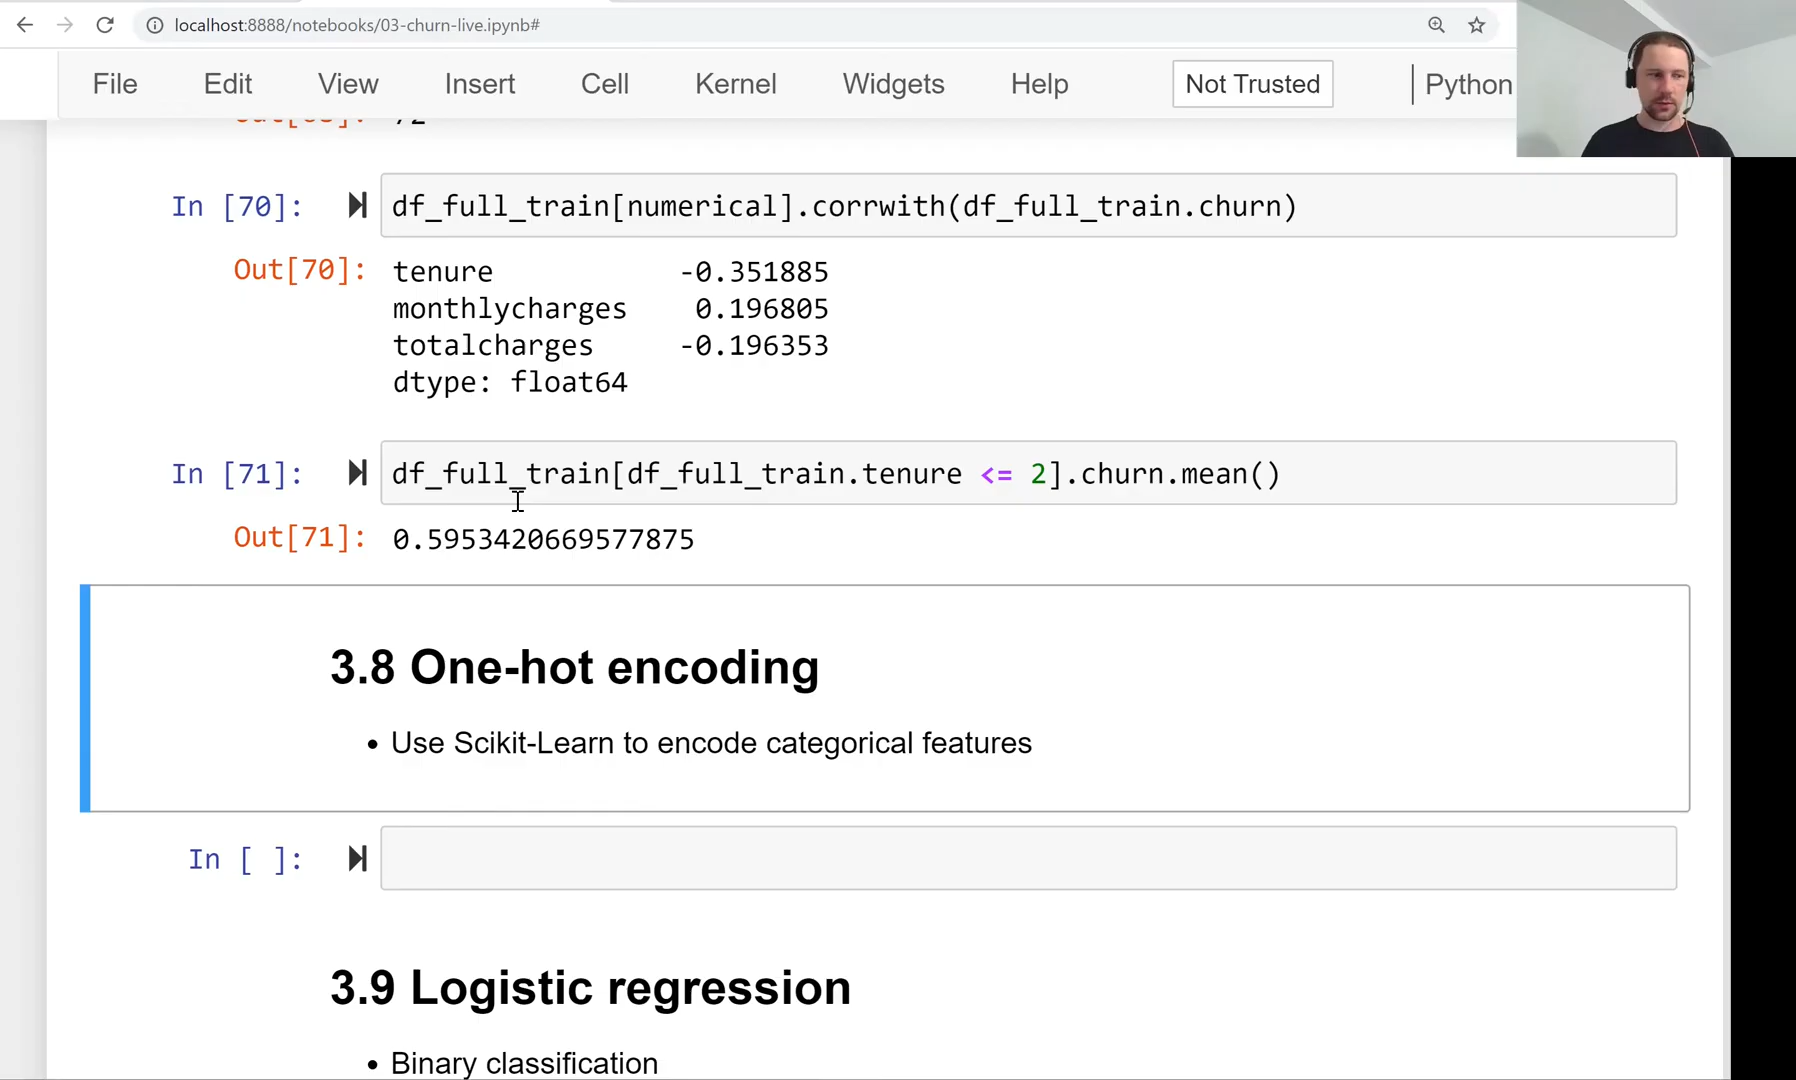 localhost:8888/notebooks/03-churn-live.ipynb#
File Edit View Insert Cell Kernel Widgets Help Not Trusted Python
72
In [70]: df_full_train[numerical].corrwith(df_full_train.churn)
Out[70]: tenure -0.351885
monthlycharges 0.196805
totalcharges -0.196353
dtype: float64
In [71]: df_full_train[df_full_train.tenure <= 2].churn.mean()
Out[71]: 0.5953420669577875
3.8 One-hot encoding
• Use Scikit-Learn to encode categorical features
In [ ]:
3.9 Logistic regression
• Binary classification